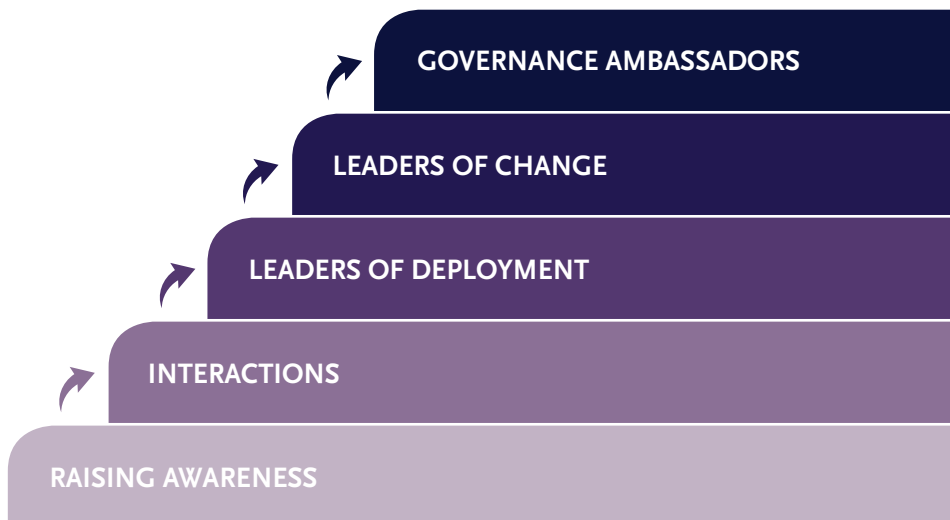 GOVERNANCE AMBASSADORS
LEADERS OF CHANGE
LEADERS OF DEPLOYMENT
INTERACTIONS
RAISING AWARENESS